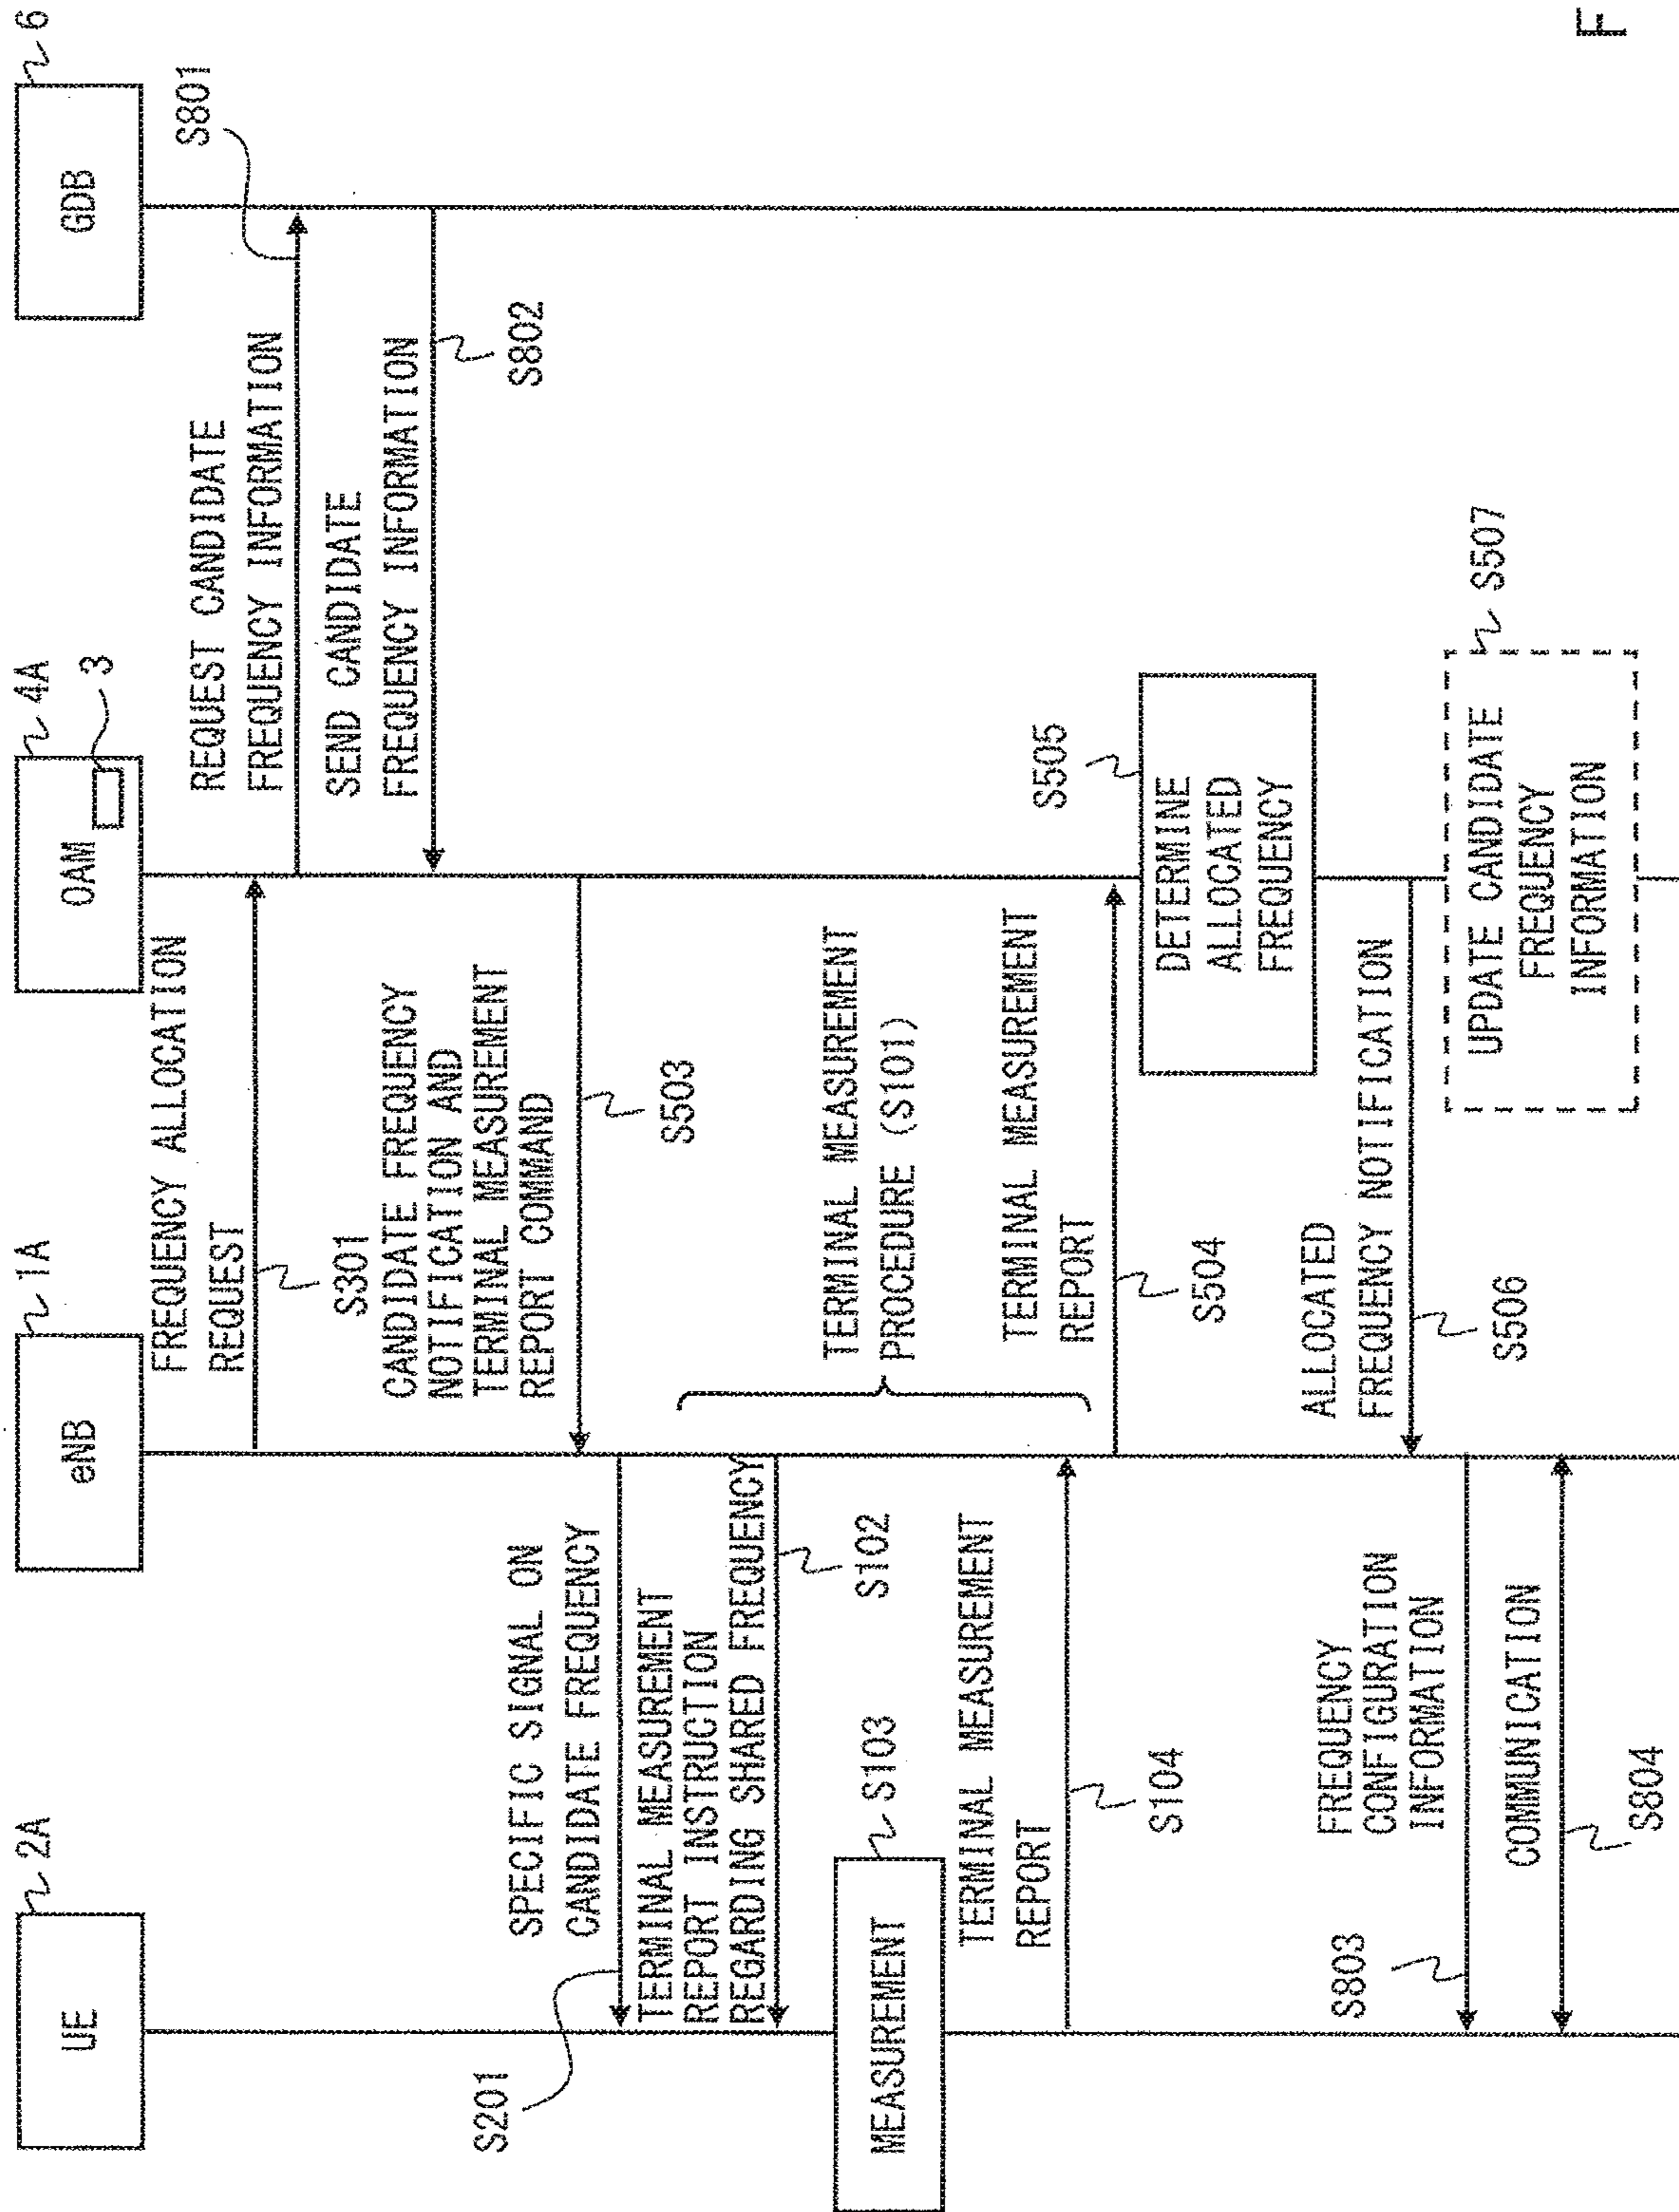 UE
2A
eNB
1A
OAM
4A
3
GDB
6
FREQUENCY ALLOCATION
REQUEST
S301
REQUEST CANDIDATE
FREQUENCY INFORMATION
S801
SEND CANDIDATE
FREQUENCY INFORMATION
S802
CANDIDATE FREQUENCY
NOTIFICATION AND
TERMINAL MEASUREMENT
REPORT COMMAND
S503
SPECIFIC SIGNAL ON
CANDIDATE FREQUENCY
S201
TERMINAL MEASUREMENT
REPORT INSTRUCTION
REGARDING SHARED FREQUENCY
S102
MEASUREMENT
S103
TERMINAL MEASUREMENT
PROCEDURE (S101)
TERMINAL MEASUREMENT
REPORT
S104
TERMINAL MEASUREMENT
REPORT
S504
DETERMINE
ALLOCATED
FREQUENCY
S505
ALLOCATED
FREQUENCY NOTIFICATION
S506
UPDATE CANDIDATE
FREQUENCY
INFORMATION
S507
FREQUENCY
CONFIGURATION
INFORMATION
S803
COMMUNICATION
S804
F